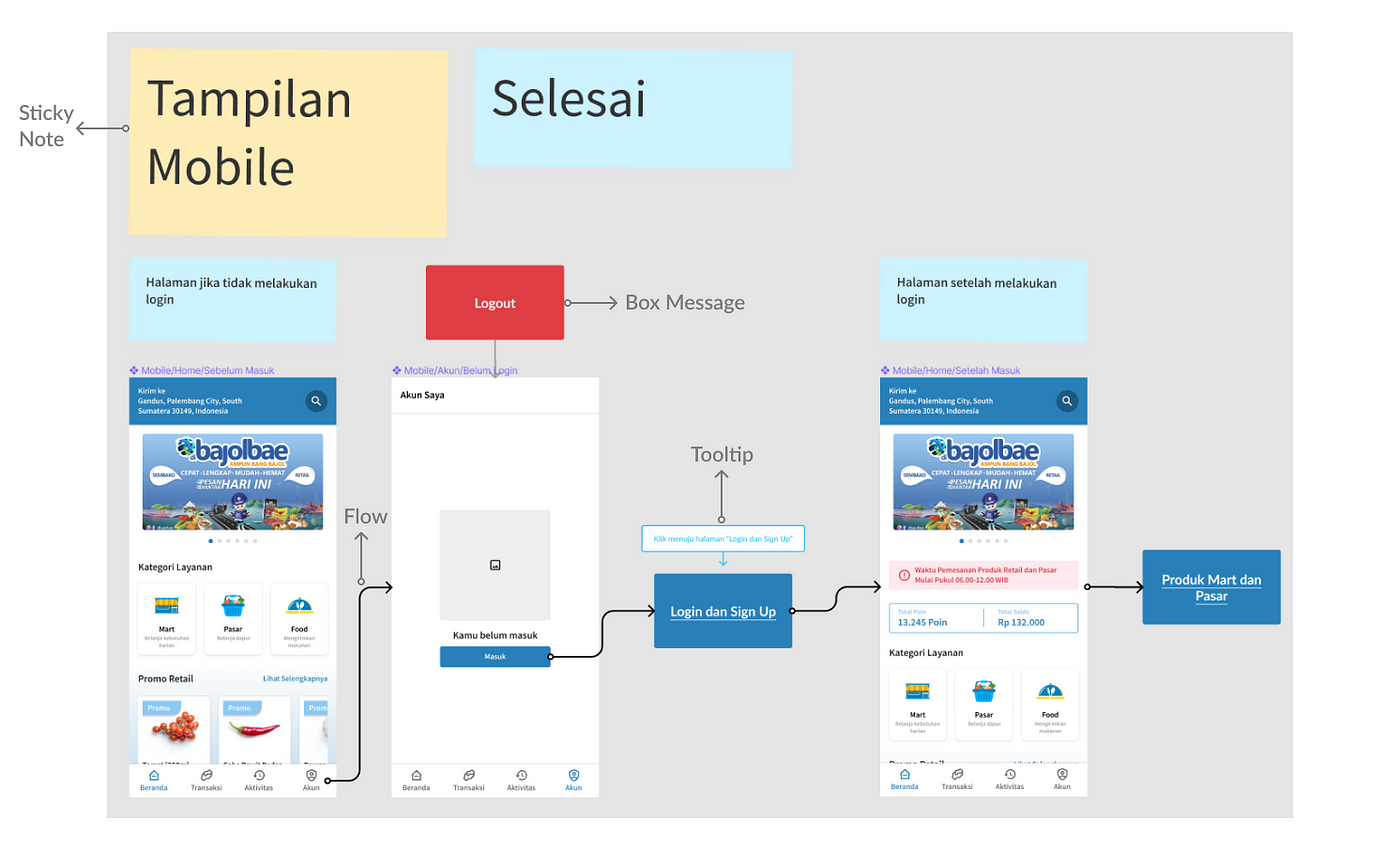 Tampilan
Mobile
Selesai
Sticky
Note
Halaman jika tidak melakukan
login
Logout
Box Message
Halaman setelah melakukan
login
Mobile/Home/Sebelum Masuk
Kirim ke
Gandus, Palembang City, South
Sumatera 30149, Indonesia
bajolbae
AMPUN BANG BAJOL
CEPAT-LENGKAP-MUDAH-HEMAT
SEMBAKO
RETAIL
HARI INI
Kategori Layanan
Mart
Belanja kebutuhan
harian
Pasar
Belanja dapur
Food
Mengirimkan
makanan
Promo Retail
Lihat Selengkapnya
Promo
Promo
Prom
Beranda
Transaksi
Aktivitas
Akun
Flow
Mobile/Akun/Belum Login
Akun Saya
Kamu belum masuk
Masuk
Beranda
Transaksi
Aktivitas
Akun
Tooltip
Klik menuju halaman "Login dan Sign Up"
Login dan Sign Up
Mobile/Home/Setelah Masuk
Kirim ke
Gandus, Palembang City, South
Sumatera 30149, Indonesia
bajolbae
AMPUN BANG BAJOL
CEPAT-LENGKAP-MUDAH-HEMAT
SEMBAKO
RETAIL
HARI INI
Waktu Pemesanan Produk Retail dan Pasar
Mulai Pukul 06.00-12.00 WIB
Total Poin
13.245 Poin
Total Saldo
Rp 132.000
Kategori Layanan
Mart
Belanja kebutuhan
harian
Pasar
Belanja dapur
Food
Mengirimkan
makanan
Beranda
Transaksi
Aktivitas
Akun
Produk Mart dan
Pasar